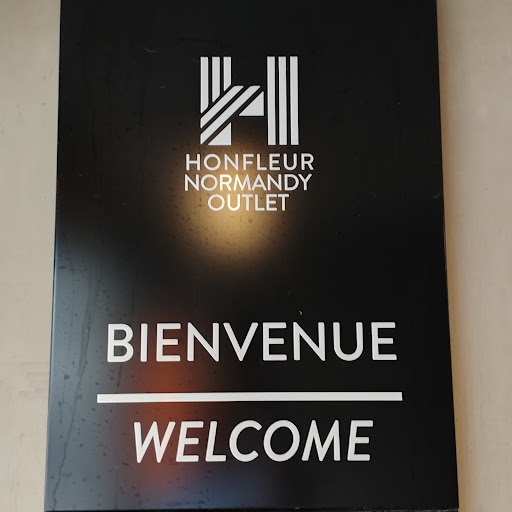 HONFLEUR
NORMANDY
OUTLET
BIENVENUE
WELCOME